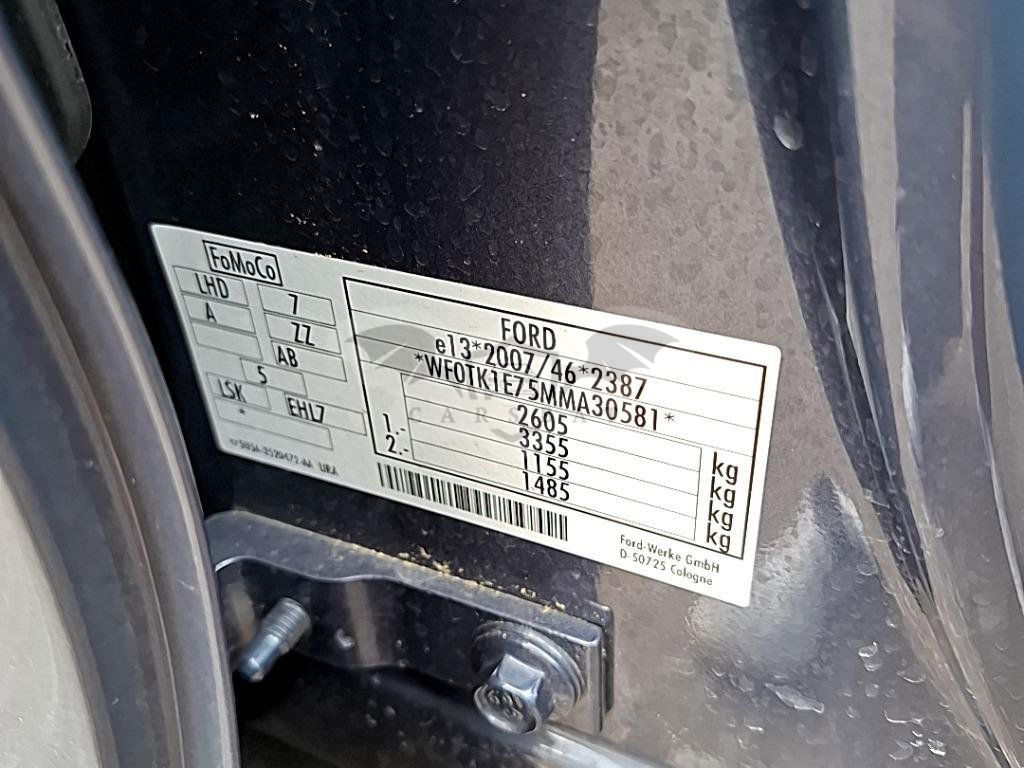 FoMoCo
LHD 7
A ZZ
AB
5
LSK EHL7
*
FORD
e13*2007/46*2387
*WF0TK1E75MMA30581*
2605 kg
1.- 3355 kg
2.- 1155 kg
1485 kg
Ford-Werke GmbH
D-50725 Cologne
CARS